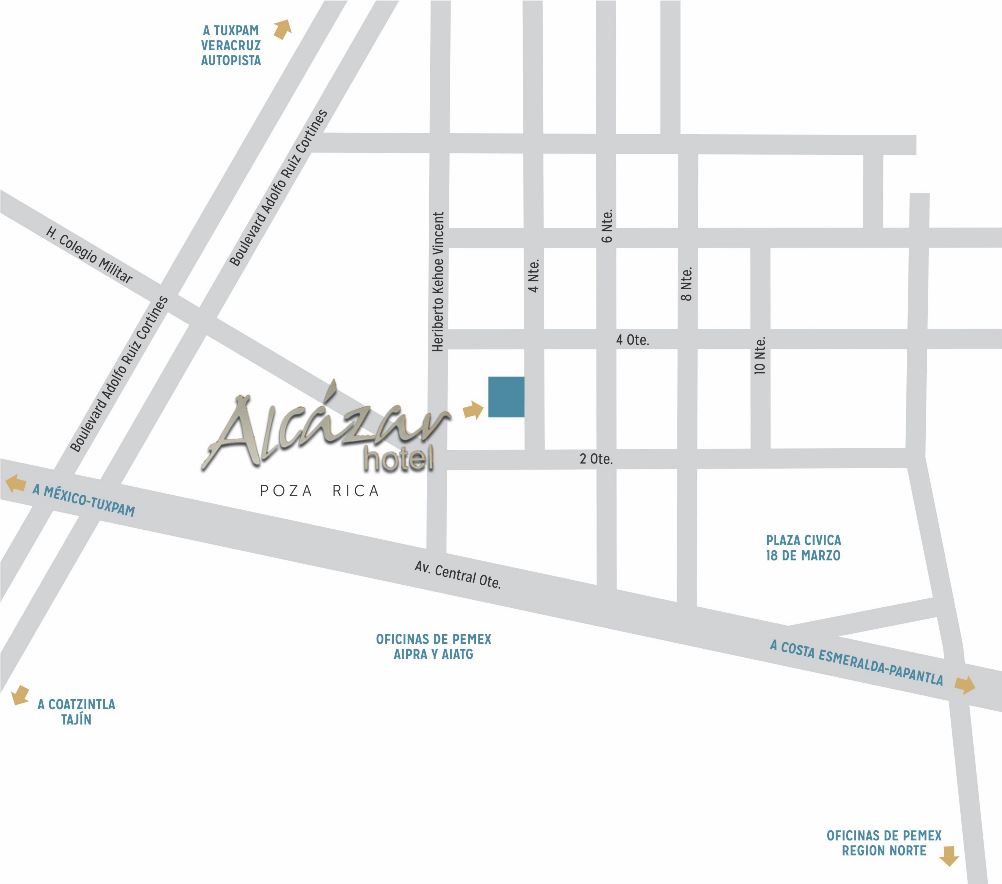 A TUXPAM
VERACRUZ
AUTOPISTA
Boulevard Adolfo Ruiz Cortines
H. Colegio Militar
Boulevard Adolfo Ruiz Cortines
Heriberto Kehoe Vincent
4 Nte.
6 Nte.
8 Nte.
10 Nte.
4 Ote.
Alcázar
hotel
POZA RICA
2 Ote.
A MÉXICO-TUXPAM
Av. Central Ote.
PLAZA CIVICA
18 DE MARZO
OFICINAS DE PEMEX
AIPRA Y AIATG
A COSTA ESMERALDA-PAPANTLA
A COATZINTLA
TAJÍN
OFICINAS DE PEMEX
REGION NORTE